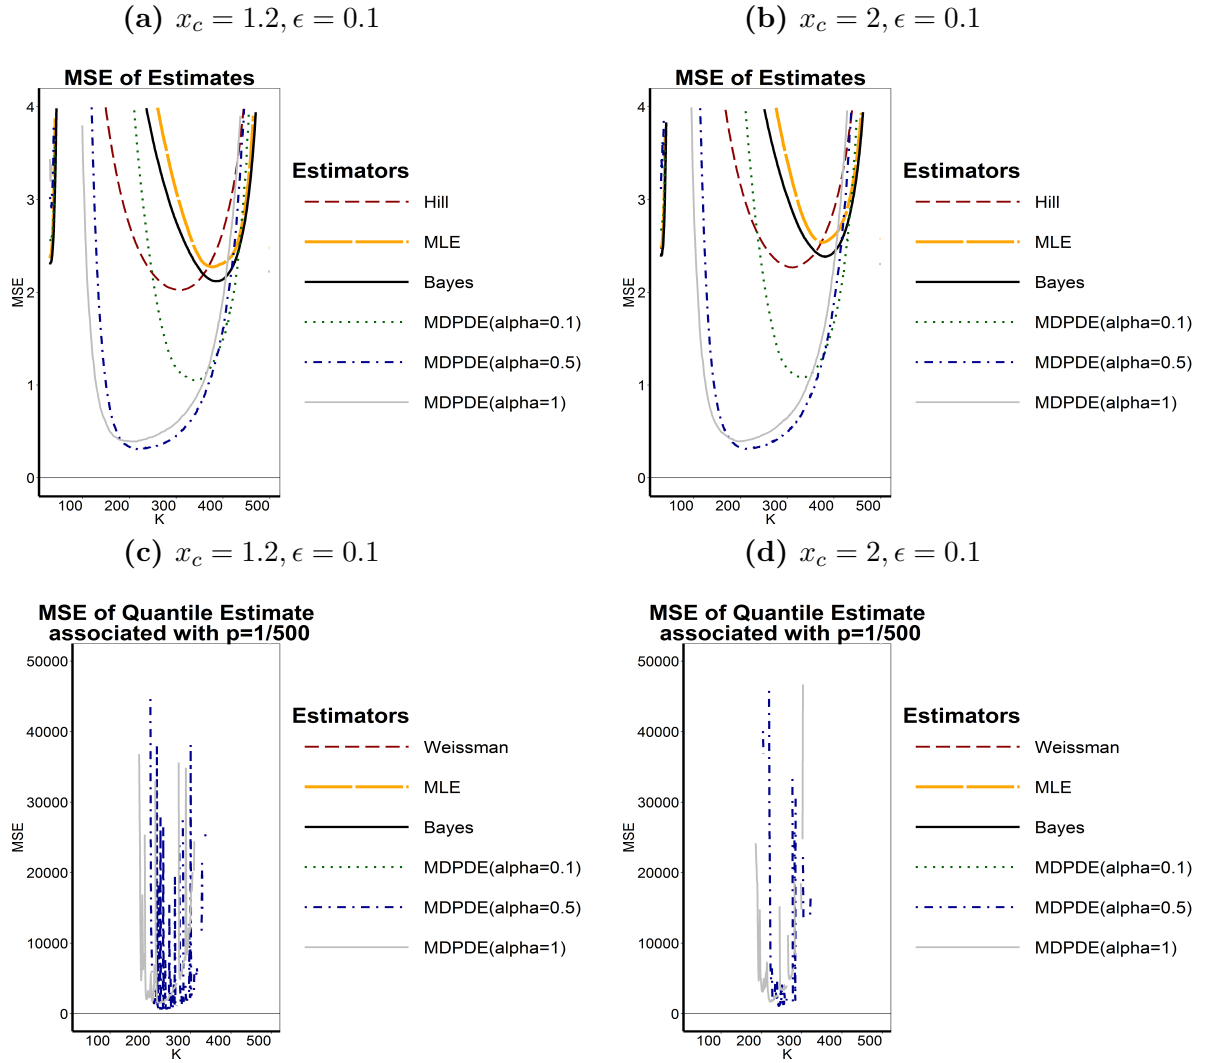 (a) x_c = 1.2, ϵ = 0.1
MSE of Estimates
4
3
2
1
0
MSE
100 200 300 400 500
K
Estimators
Hill
MLE
Bayes
MDPDE(alpha=0.1)
MDPDE(alpha=0.5)
MDPDE(alpha=1)
(b) x_c = 2, ϵ = 0.1
MSE of Estimates
4
3
2
1
0
MSE
100 200 300 400 500
K
Estimators
Hill
MLE
Bayes
MDPDE(alpha=0.1)
MDPDE(alpha=0.5)
MDPDE(alpha=1)
(c) x_c = 1.2, ϵ = 0.1
MSE of Quantile Estimate
associated with p=1/500
50000
40000
30000
20000
10000
0
MSE
100 200 300 400 500
K
Estimators
Weissman
MLE
Bayes
MDPDE(alpha=0.1)
MDPDE(alpha=0.5)
MDPDE(alpha=1)
(d) x_c = 2, ϵ = 0.1
MSE of Quantile Estimate
associated with p=1/500
50000
40000
30000
20000
10000
0
MSE
100 200 300 400 500
K
Estimators
Weissman
MLE
Bayes
MDPDE(alpha=0.1)
MDPDE(alpha=0.5)
MDPDE(alpha=1)